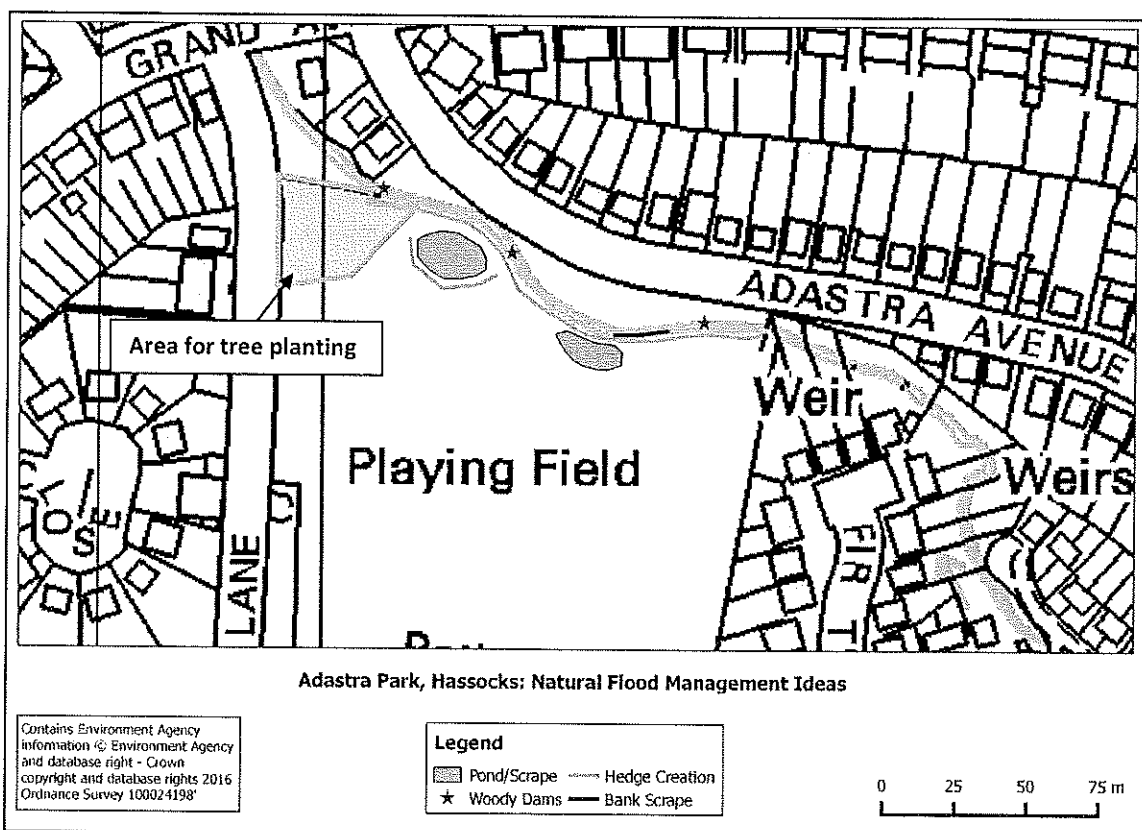 GRAND A
ADASTRA AVENUE
Area for tree planting
Weir
Playing Field
Weirs
CLOSE
LANE
FIR T
Adastra Park, Hassocks: Natural Flood Management Ideas
Contains Environment Agency
information © Environment Agency
and database right - Crown
copyright and database rights 2016
Ordnance Survey 100024198'
Legend
Pond/Scrape
Hedge Creation
Woody Dams
Bank Scrape
0 25 50 75 m